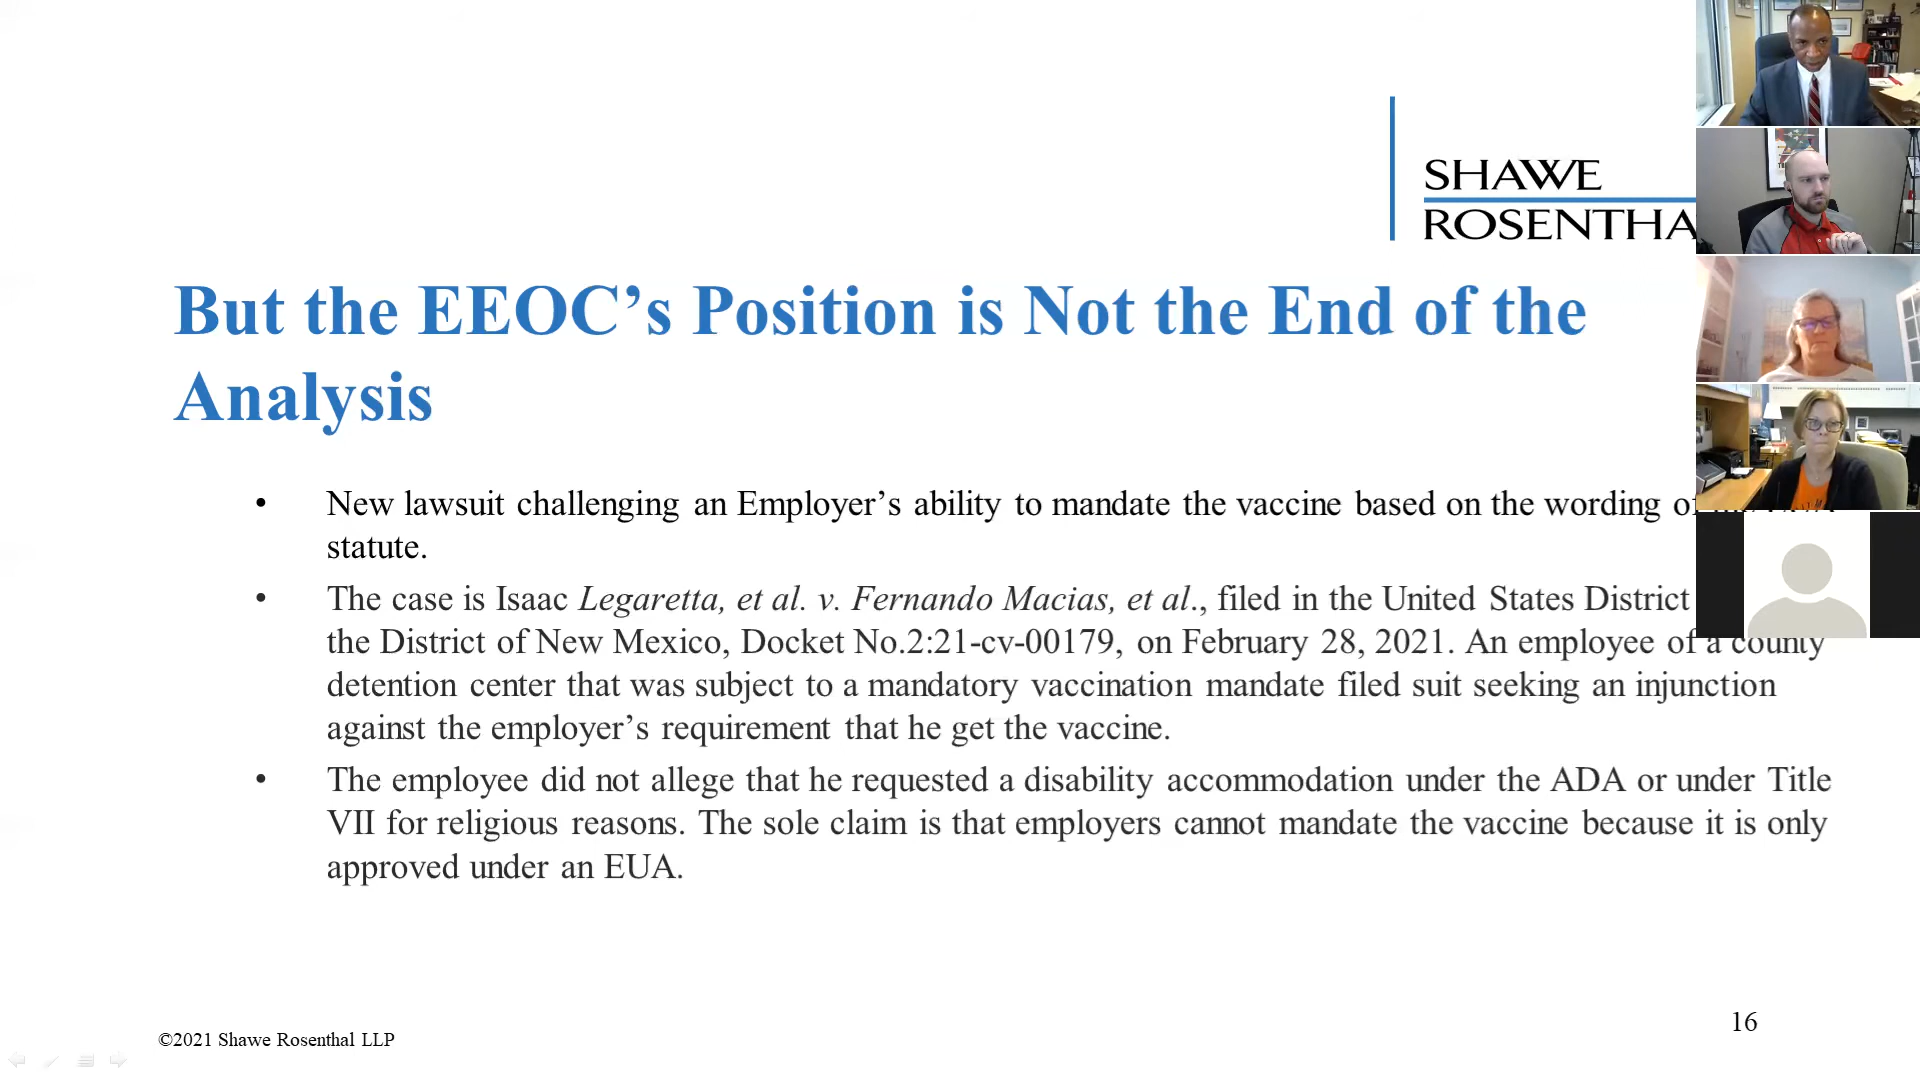 SHAWE
ROSENTHA
But the EEOC’s Position is Not the End of the
Analysis
• New lawsuit challenging an Employer’s ability to mandate the vaccine based on the wording
statute.
• The case is Isaac Legaretta, et al. v. Fernando Macias, et al., filed in the United States District
the District of New Mexico, Docket No.2:21-cv-00179, on February 28, 2021. An employee of a county
detention center that was subject to a mandatory vaccination mandate filed suit seeking an injunction
against the employer’s requirement that he get the vaccine.
• The employee did not allege that he requested a disability accommodation under the ADA or under Title
VII for religious reasons. The sole claim is that employers cannot mandate the vaccine because it is only
approved under an EUA.
©2021 Shawe Rosenthal LLP
16